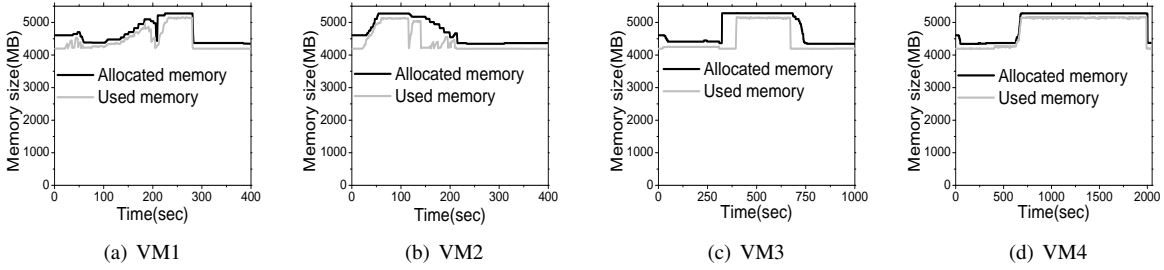 5000
4000
3000
2000
1000
0
Memory size(MB)
Allocated memory
Used memory
0 100 200 300 400
Time(sec)
(a) VM1
5000
4000
3000
2000
1000
0
Memory size(MB)
Allocated memory
Used memory
0 100 200 300 400
Time(sec)
(b) VM2
5000
4000
3000
2000
1000
0
Memory size(MB)
Allocated memory
Used memory
0 250 500 750 1000
Time(sec)
(c) VM3
5000
4000
3000
2000
1000
0
Memory size(MB)
Allocated memory
Used memory
0 500 1000 1500 2000
Time(sec)
(d) VM4